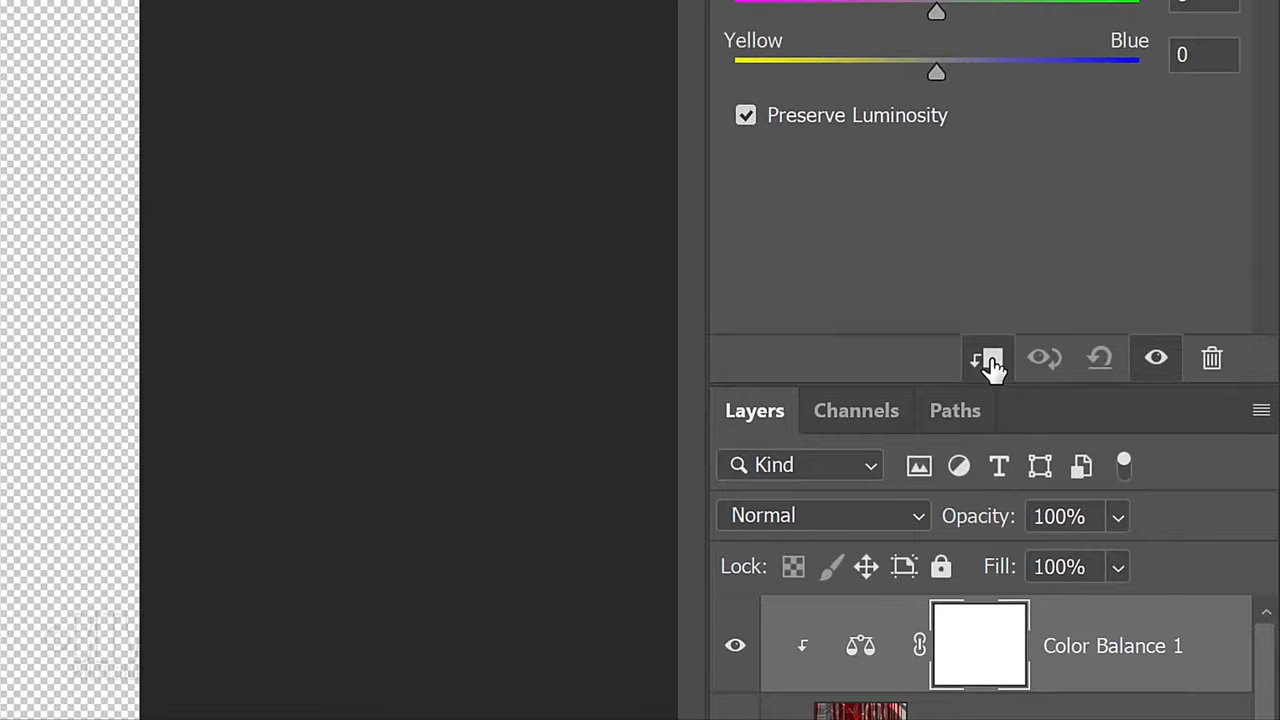 Yellow Blue 0
Preserve Luminosity
Layers Channels Paths
Kind
Normal Opacity: 100%
Lock: Fill: 100%
Color Balance 1